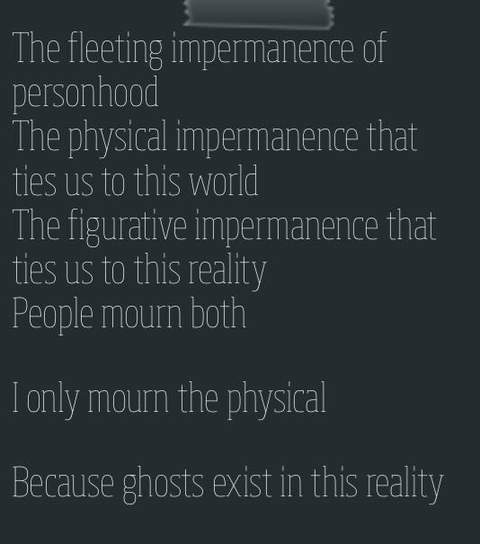 The fleeting impermanence of
personhood
The physical impermanence that
ties us to this world
The figurative impermanence that
ties us to this reality
People mourn both
I only mourn the physical
Because ghosts exist in this reality